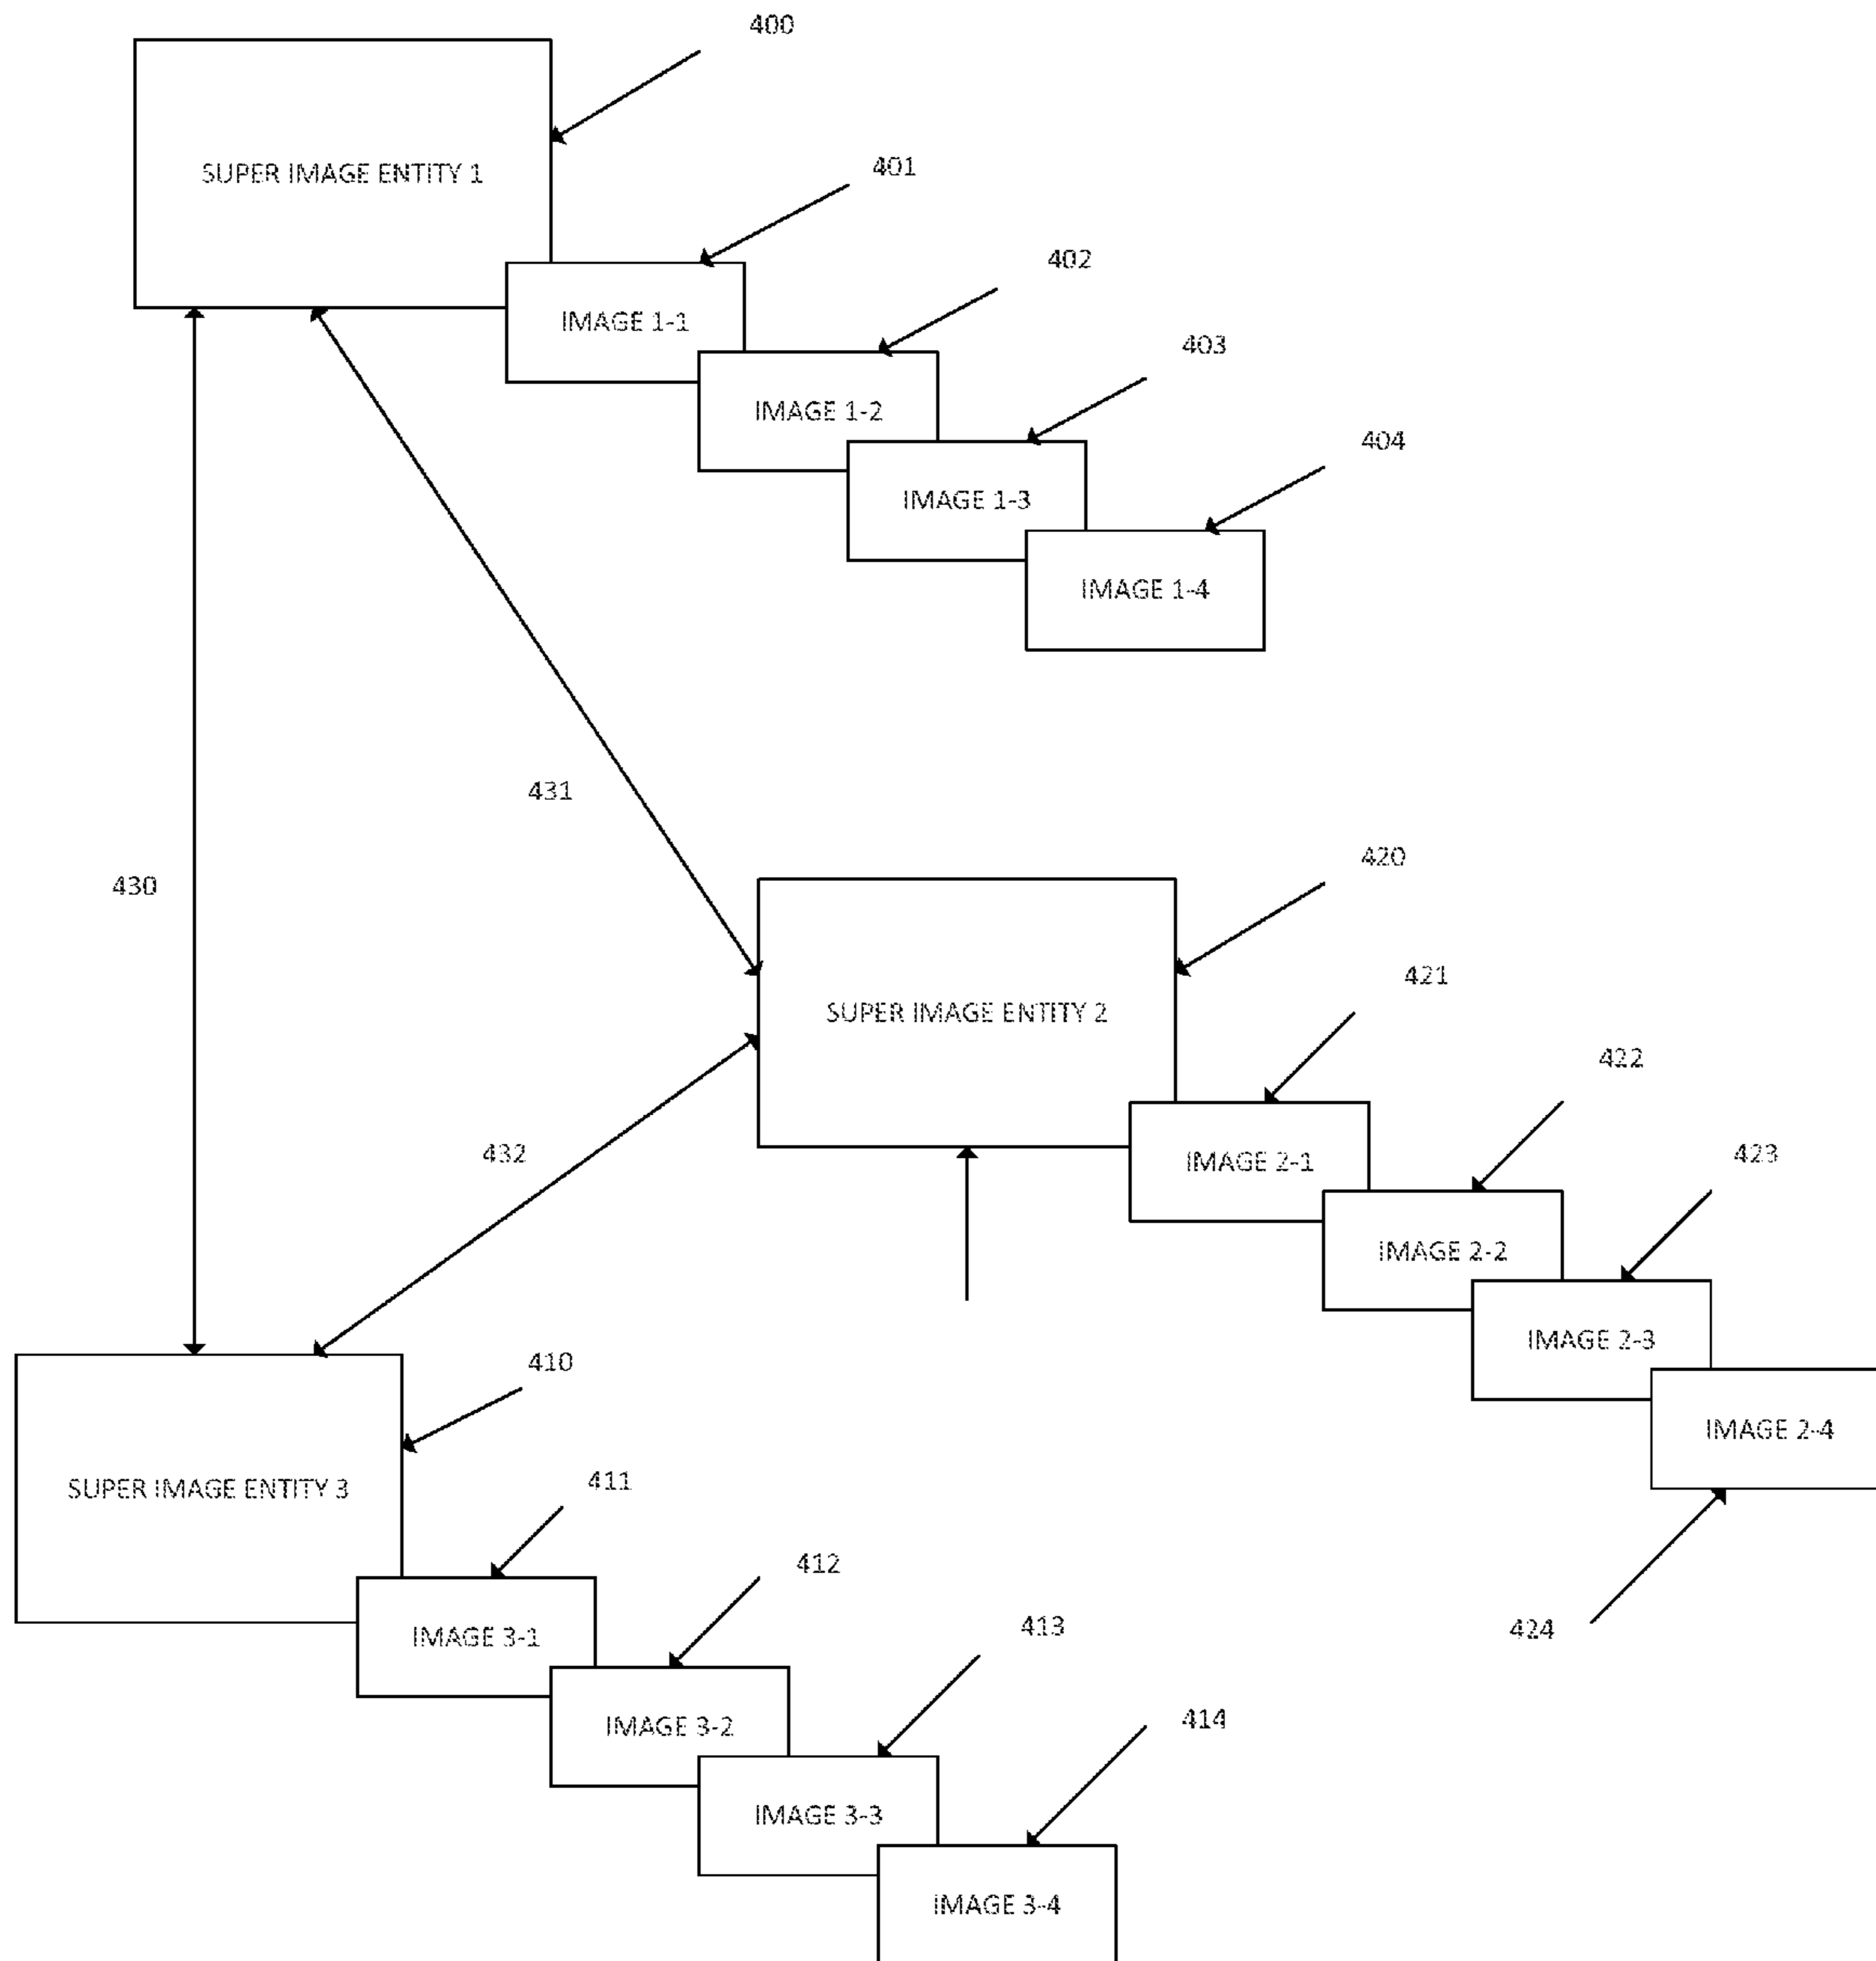 400
SUPER IMAGE ENTITY 1
401
402
IMAGE 1-1
403
IMAGE 1-2
404
IMAGE 1-3
IMAGE 1-4
431
430
420
SUPER IMAGE ENTITY 2
421
422
432
IMAGE 2-1
423
IMAGE 2-2
IMAGE 2-3
410
IMAGE 2-4
SUPER IMAGE ENTITY 3
411
412
413
424
IMAGE 3-1
414
IMAGE 3-2
IMAGE 3-3
IMAGE 3-4